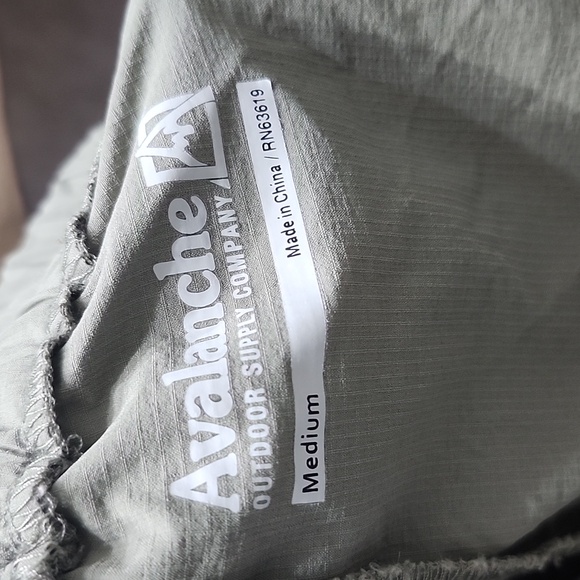 Avalanche
OUTDOOR SUPPLY COMPANY
Medium
Made in China / RN63619